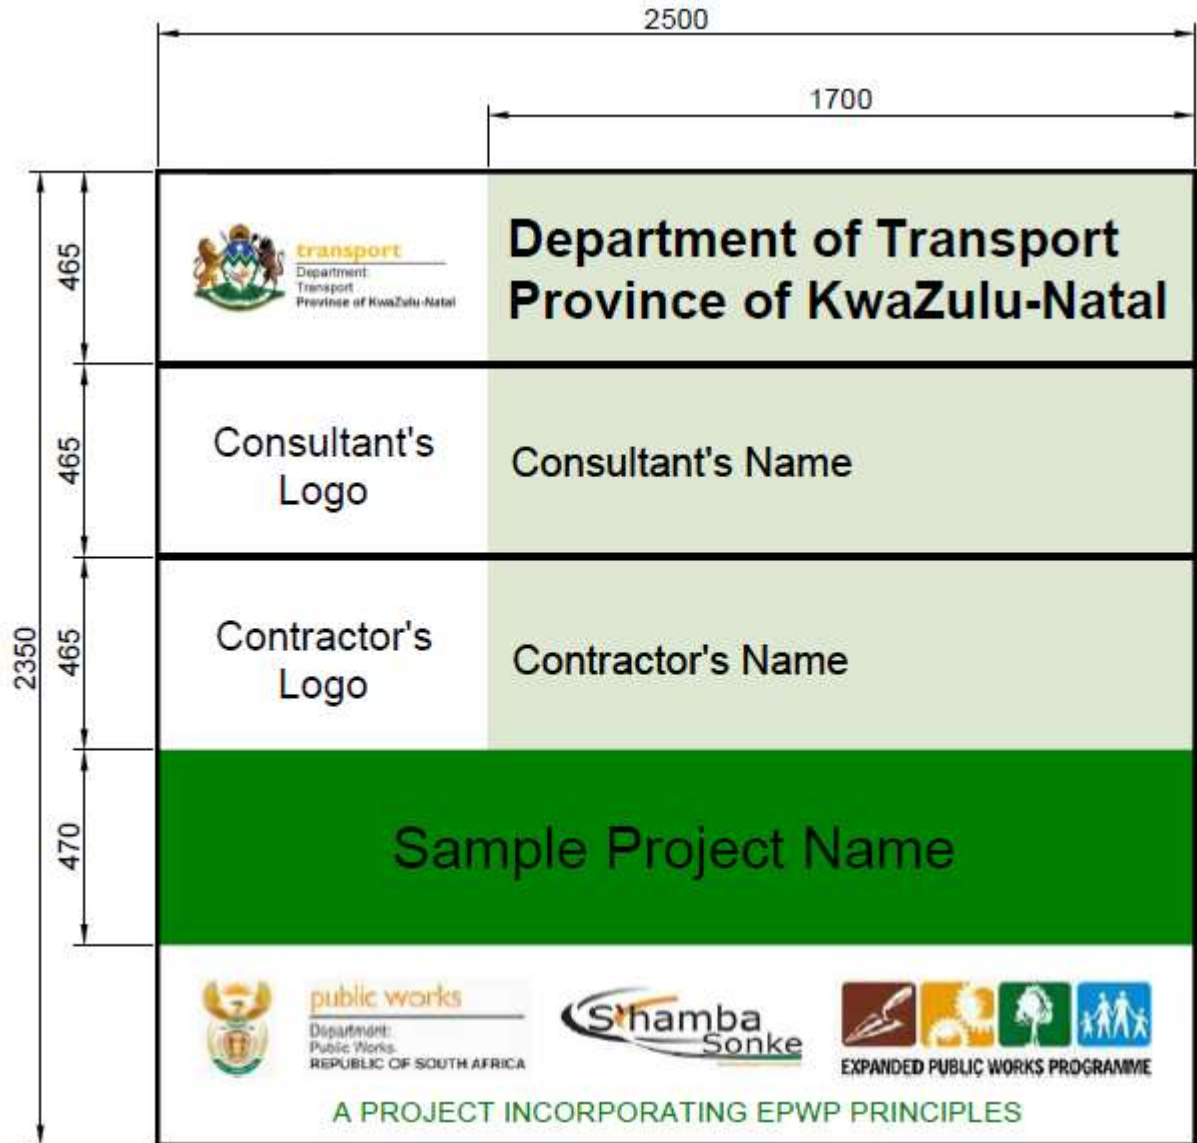 2500
1700
465
transport
Department:
Transport
Province of KwaZulu-Natal
Department of Transport
Province of KwaZulu-Natal
465
Consultant's
Logo
Consultant's Name
2350
465
Contractor's
Logo
Contractor's Name
470
Sample Project Name
public works
Department:
Public Works
REPUBLIC OF SOUTH AFRICA
S'hamba
Sonke
EXPANDED PUBLIC WORKS PROGRAMME
A PROJECT INCORPORATING EPWP PRINCIPLES